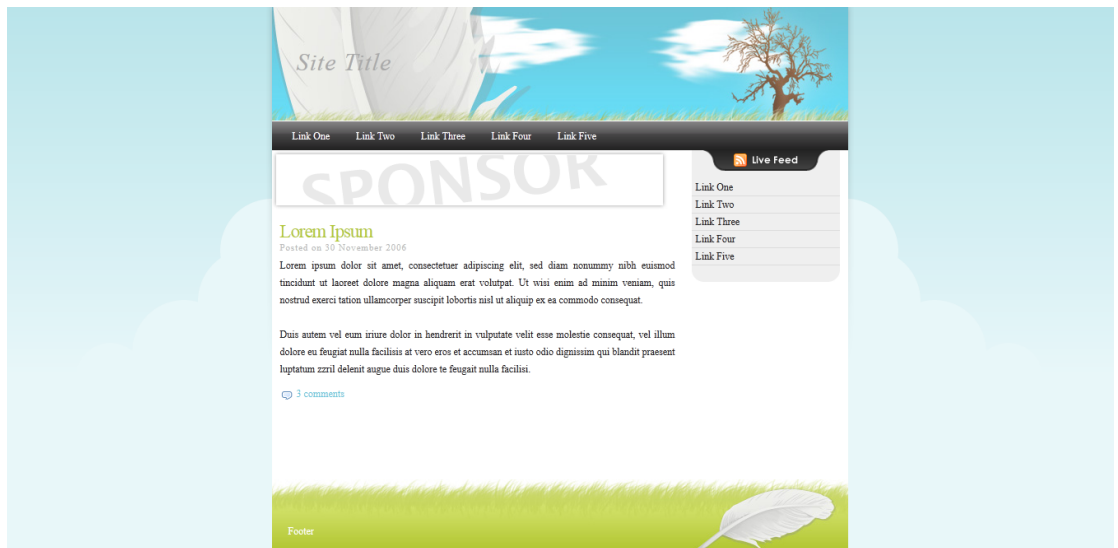 Site Title
Link One Link Two Link Three Link Four Link Five
SPONSOR
Live Feed
Link One
Link Two
Link Three
Link Four
Link Five
Lorem Ipsum
Posted on 30 November 2006
Lorem ipsum dolor sit amet, consectetuer adipiscing elit, sed diam nonummy nibh euismod
tincidunt ut laoreet dolore magna aliquam erat volutpat. Ut wisi enim ad minim veniam, quis
nostrud exerci tation ullamcorper suscipit lobortis nisl ut aliquip ex ea commodo consequat.
Duis autem vel eum iriure dolor in hendrerit in vulputate velit esse molestie consequat, vel illum
dolore eu feugiat nulla facilisis at vero eros et accumsan et iusto odio dignissim qui blandit praesent
luptatum zzril delenit augue duis dolore te feugait nulla facilisi.
3 comments
Footer